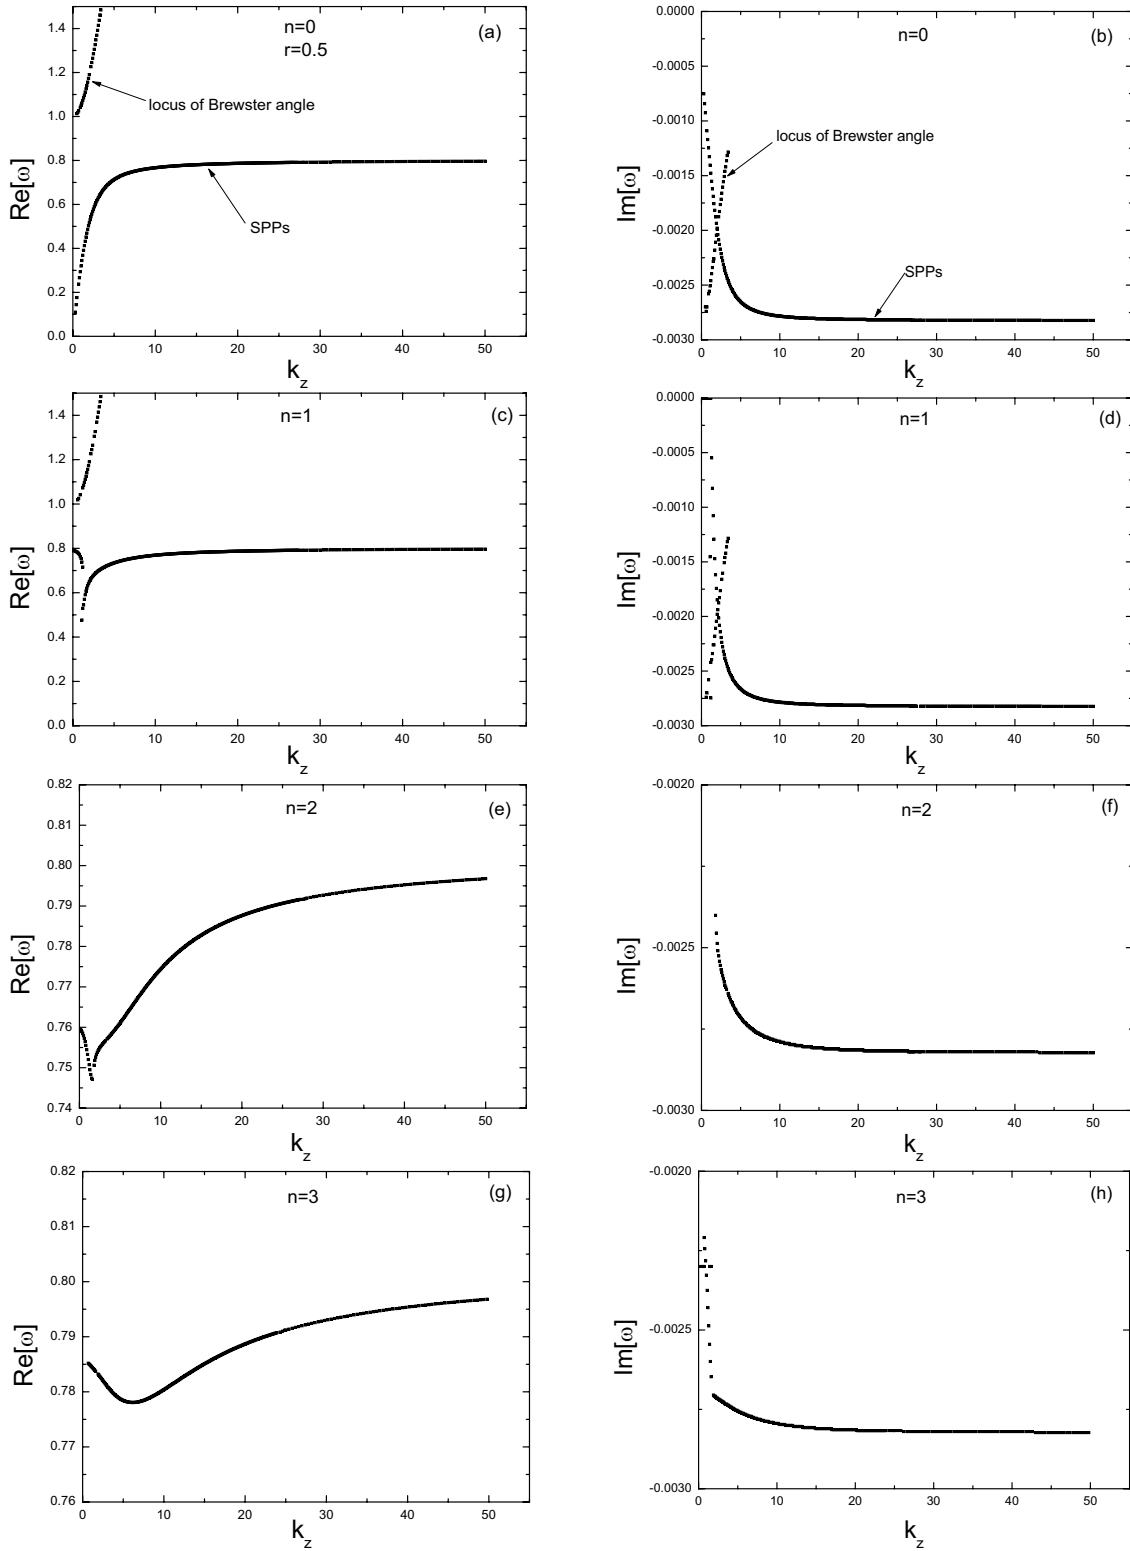 (a)
n=0
r=0.5
locus of Brewster angle
SPPs
Re[ω]
1.4
1.2
1.0
0.8
0.6
0.4
0.2
0.0
0 10 20 30 40 50
k_z
(b)
n=0
locus of Brewster angle
SPPs
Im[ω]
0.0000
-0.0005
-0.0010
-0.0015
-0.0020
-0.0025
-0.0030
0 10 20 30 40 50
k_z
(c)
n=1
Re[ω]
1.4
1.2
1.0
0.8
0.6
0.4
0.2
0.0
0 10 20 30 40 50
k_z
(d)
n=1
Im[ω]
0.0000
-0.0005
-0.0010
-0.0015
-0.0020
-0.0025
-0.0030
0 10 20 30 40 50
k_z
(e)
n=2
Re[ω]
0.82
0.81
0.80
0.79
0.78
0.77
0.76
0.75
0.74
0 10 20 30 40 50
k_z
(f)
n=2
Im[ω]
-0.0020
-0.0025
-0.0030
0 10 20 30 40 50
k_z
(g)
n=3
Re[ω]
0.82
0.81
0.80
0.79
0.78
0.77
0.76
0 10 20 30 40 50
k_z
(h)
n=3
Im[ω]
-0.0020
-0.0025
-0.0030
0 10 20 30 40 50
k_z